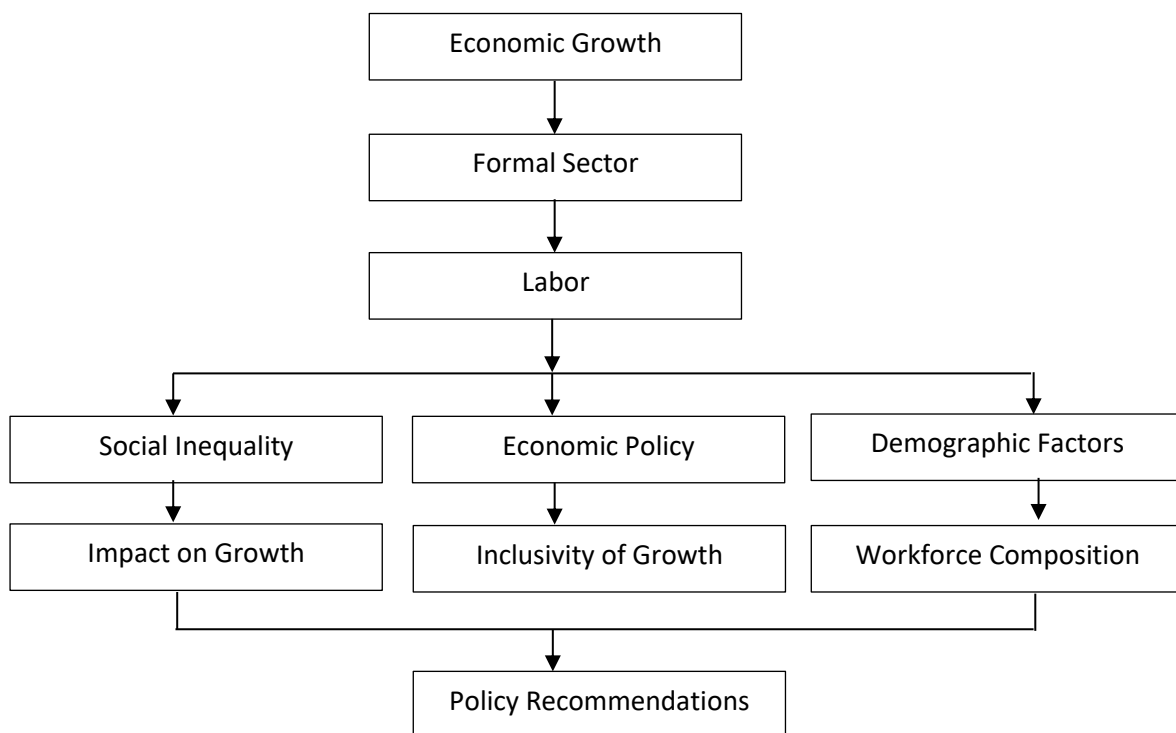 Economic Growth
Formal Sector
Labor
Social Inequality
Economic Policy
Demographic Factors
Impact on Growth
Inclusivity of Growth
Workforce Composition
Policy Recommendations